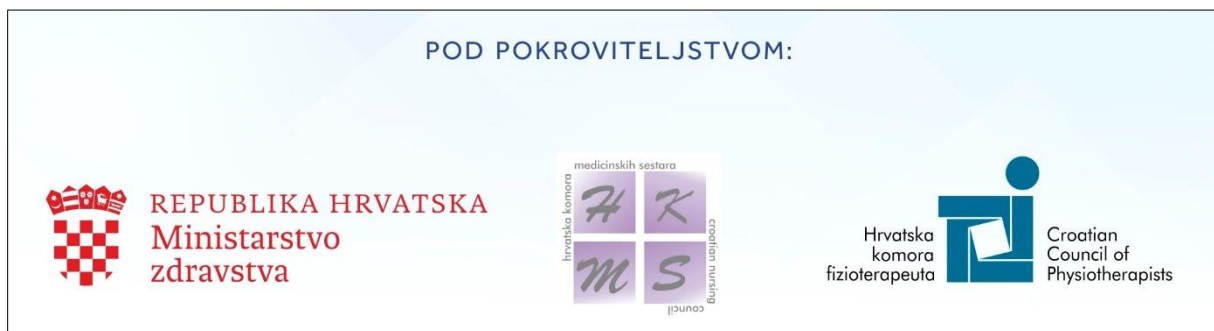 POD POKROVITELJSTVOM:
REPUBLIKA HRVATSKA
Ministarstvo
zdravstva
hrvatska komora
medicinskih sestara
H K
M S
croatian nursing
council
Hrvatska
komora
fizioterapeuta
Croatian
Council of
Physiotherapists